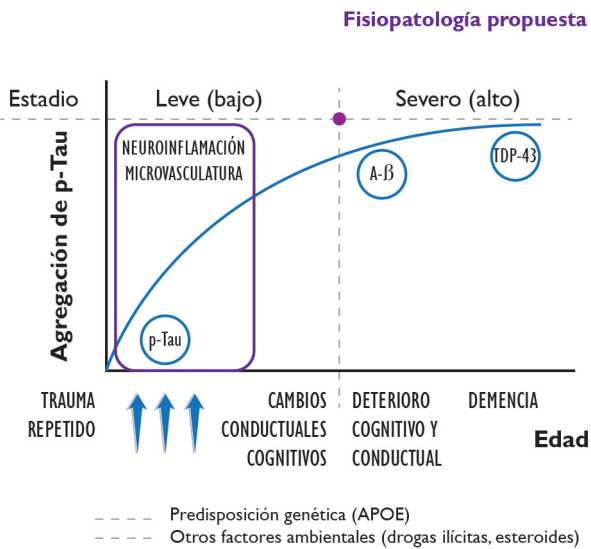 Fisiopatología propuesta
Estadio
Leve (bajo)
Severo (alto)
NEUROINFLAMACIÓN
MICROVASCULATURA
TDP-43
A-β
Agregación de p-Tau
p-Tau
TRAUMA
REPETIDO
CAMBIOS
CONDUCTUALES
COGNITIVOS
DETERIORO
COGNITIVO Y
CONDUCTUAL
DEMENCIA
Edad
Predisposición genética (APOE)
Otros factores ambientales (drogas ilícitas, esteroides)